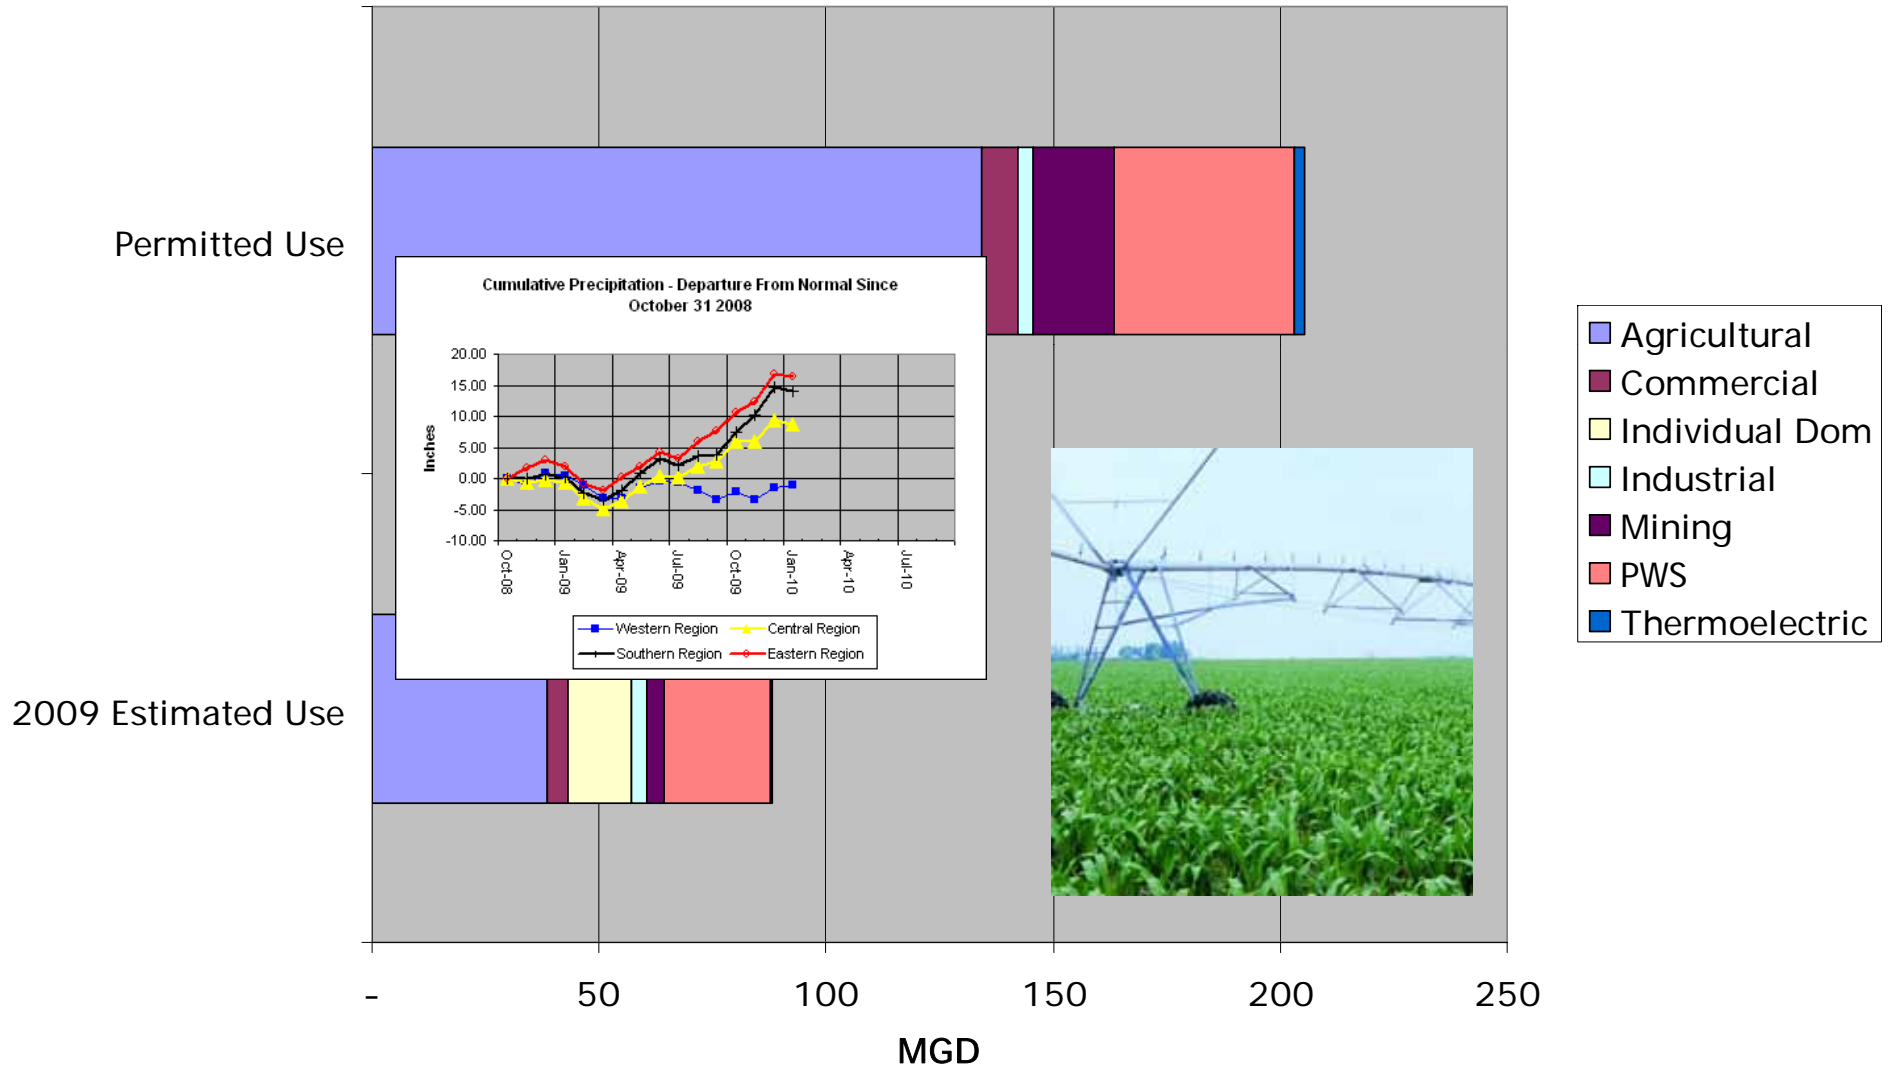 Permitted Use
2009 Estimated Use
Cumulative Precipitation - Departure From Normal Since
October 31 2008
Inches
20.00
15.00
10.00
5.00
0.00
-5.00
-10.00
Oct-08
Jan-09
Apr-09
Jul-09
Oct-09
Jan-10
Apr-10
Jul-10
Western Region
Central Region
Southern Region
Eastern Region
Agricultural
Commercial
Individual Dom
Industrial
Mining
PWS
Thermoelectric
- 50 100 150 200 250
MGD